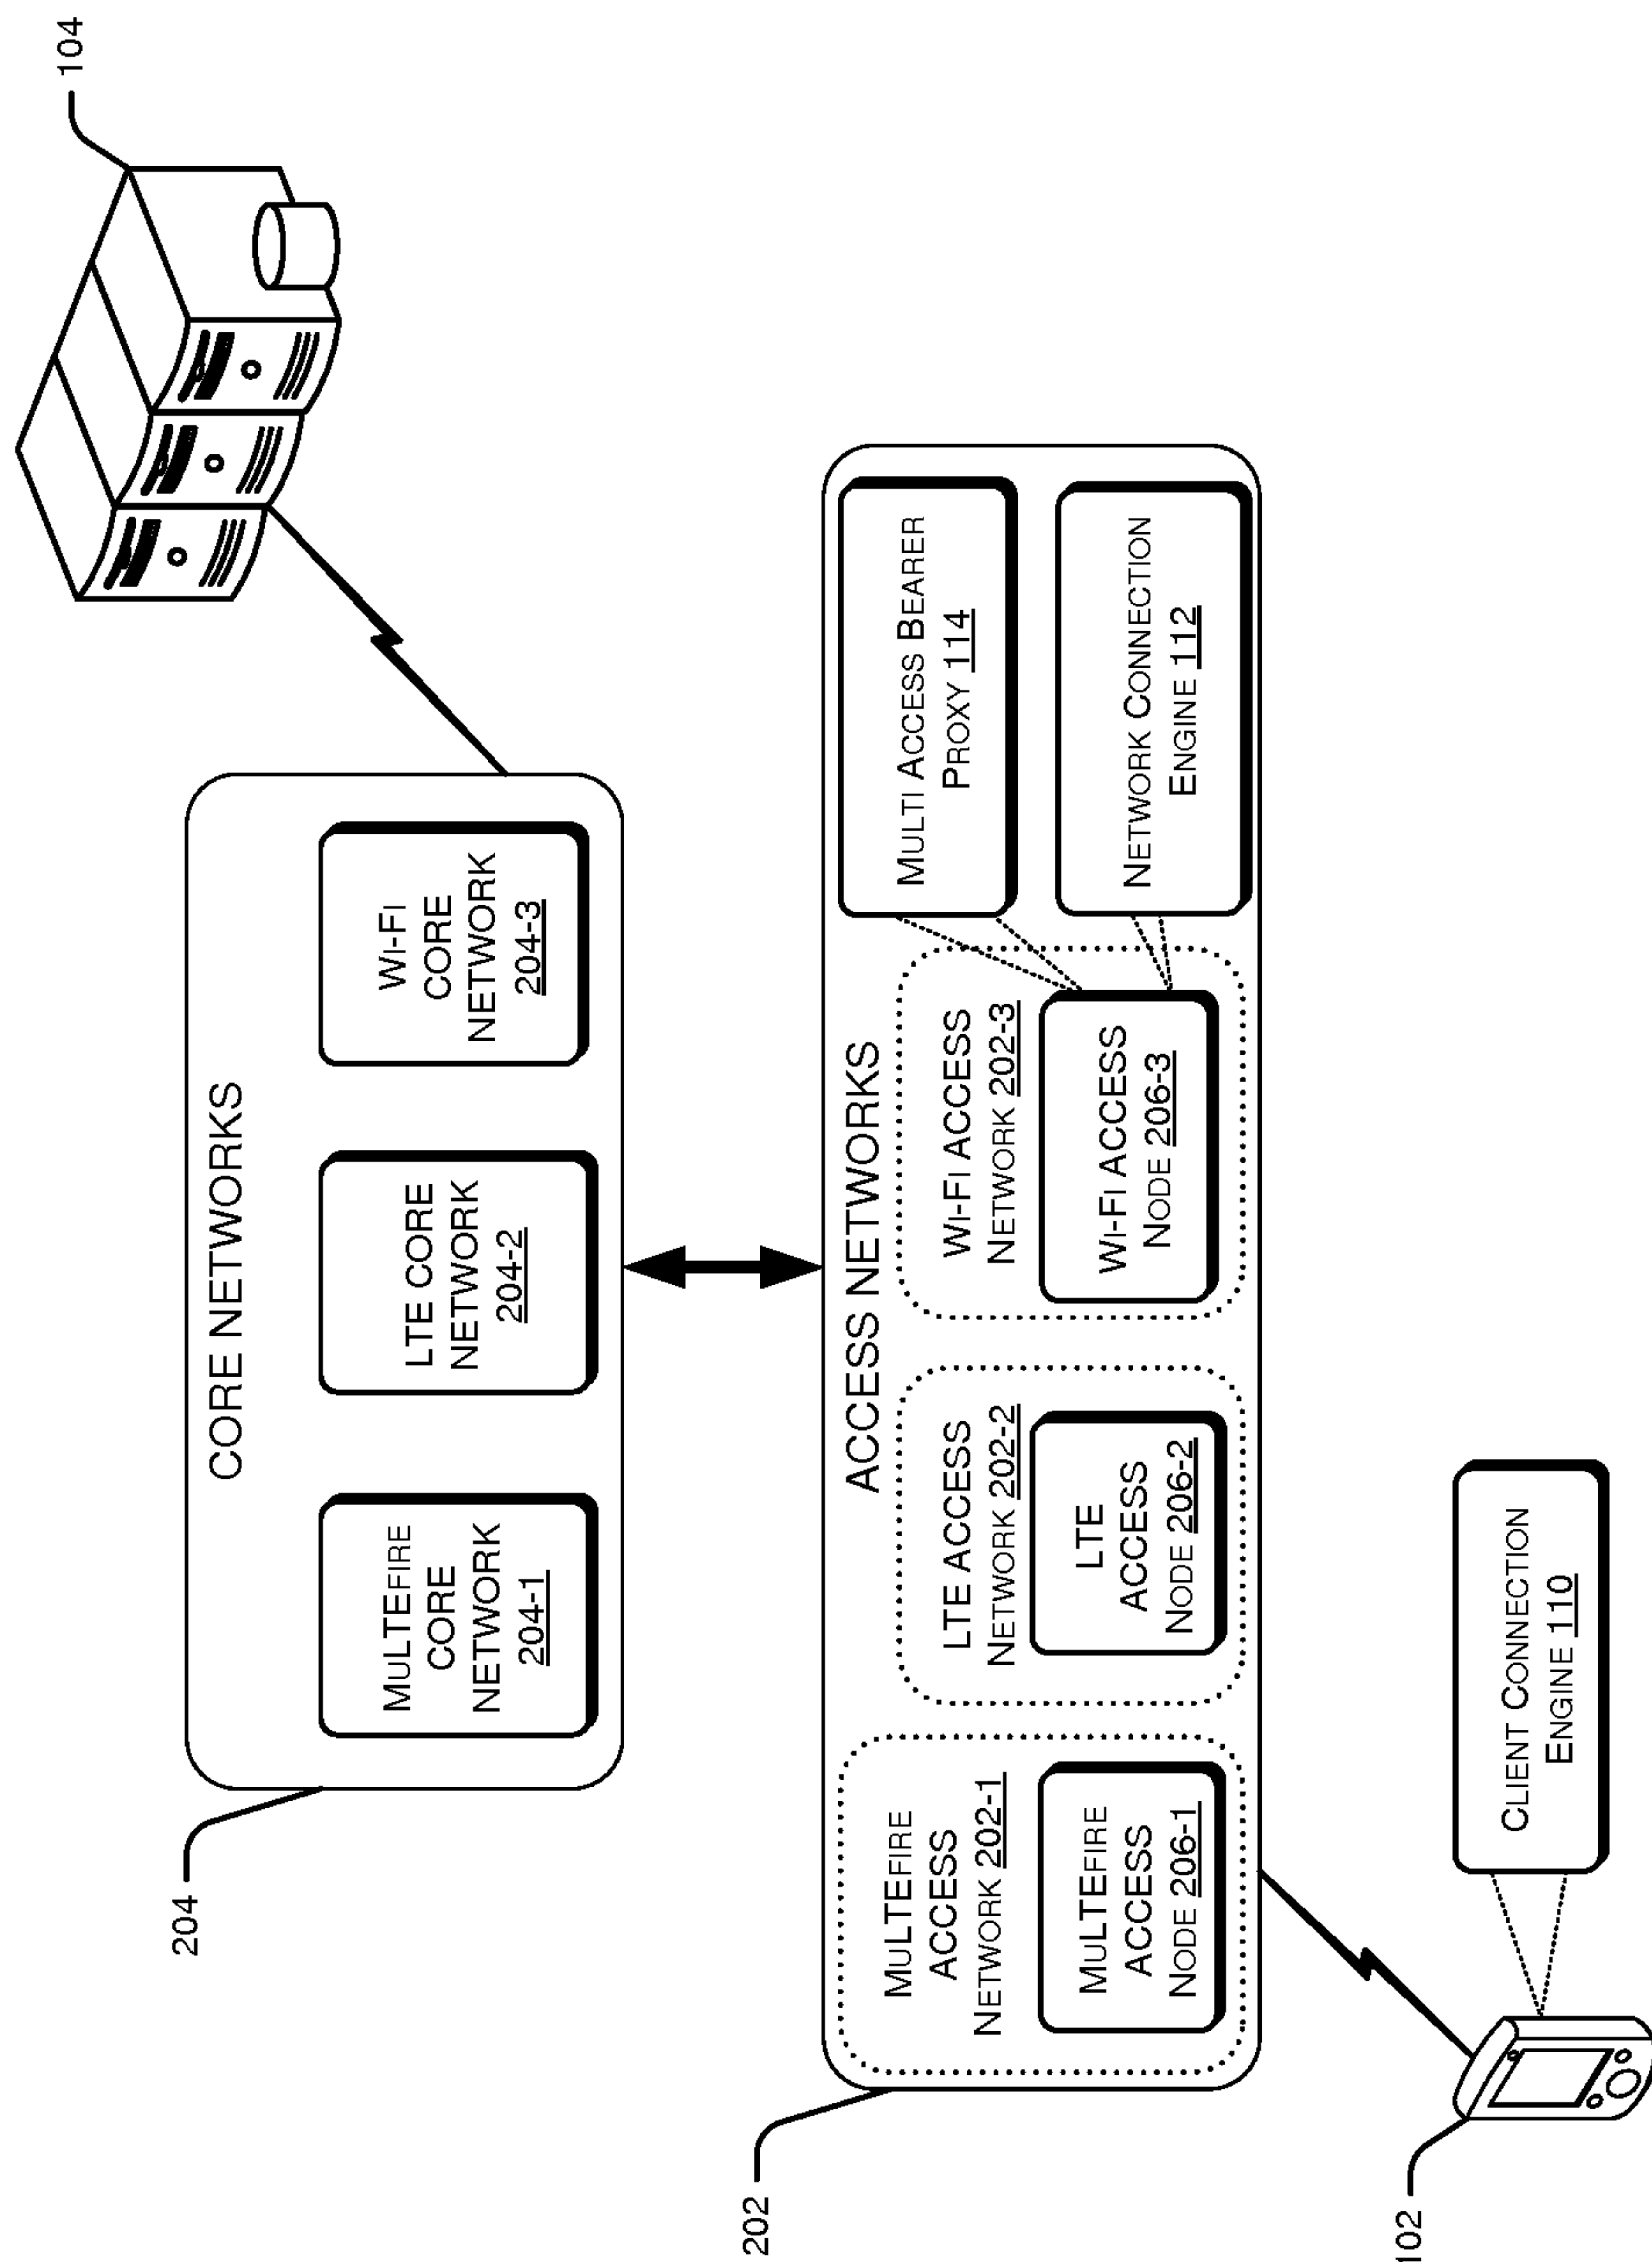 104
CORE NETWORKS
204
MULTEFIRE
CORE
NETWORK
204-1
LTE CORE
NETWORK
204-2
WI-FI
CORE
NETWORK
204-3
ACCESS NETWORKS
202
MULTEFIRE
ACCESS
NETWORK 202-1
MULTEFIRE
ACCESS
NODE 206-1
LTE ACCESS
NETWORK 202-2
LTE
ACCESS
NODE 206-2
WI-FI ACCESS
NETWORK 202-3
WI-FI ACCESS
NODE 206-3
MULTI ACCESS BEARER
PROXY 114
NETWORK CONNECTION
ENGINE 112
102
CLIENT CONNECTION
ENGINE 110